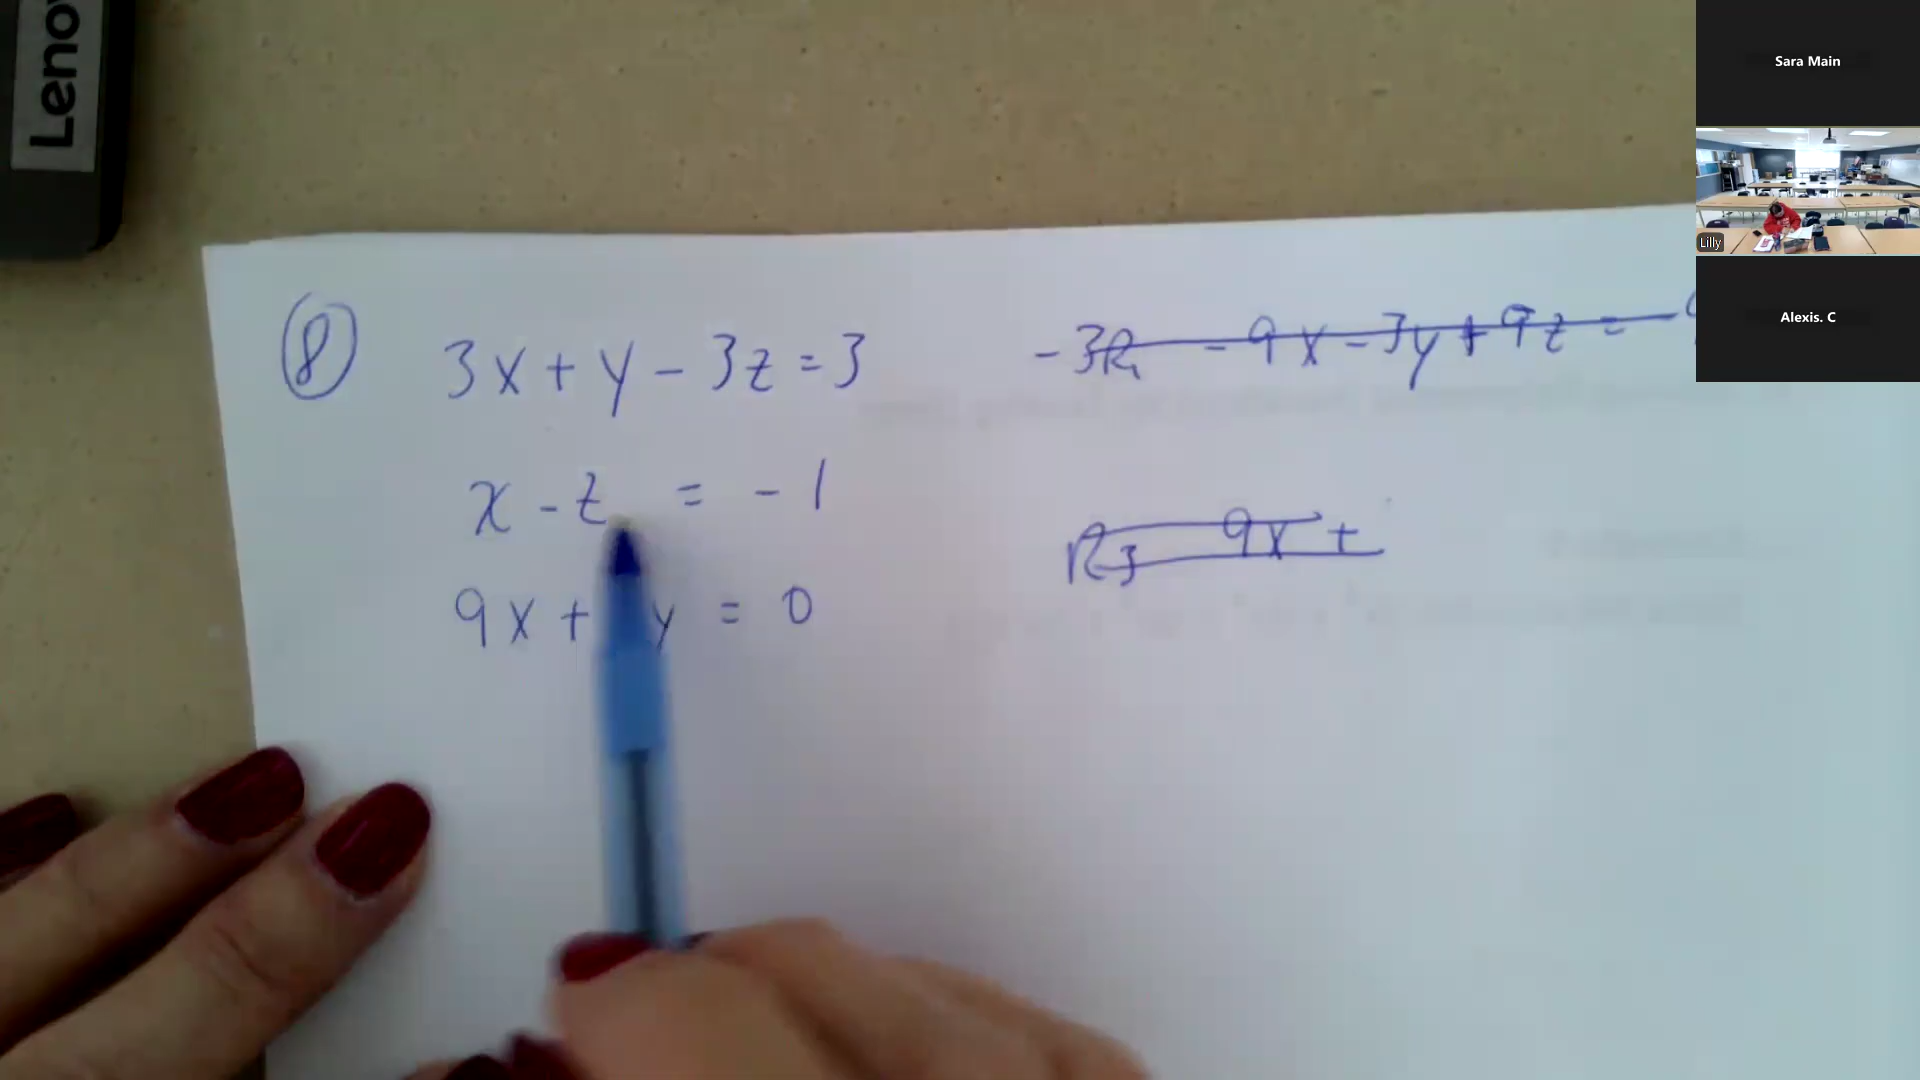 Leno
Sara Main
Lilly
Alexis. C
⑧ 3x + y - 3z = 3
-3R₁ -9x - 3y + 9z =
x - z = -1
R₃ 9x +
9x + y = 0